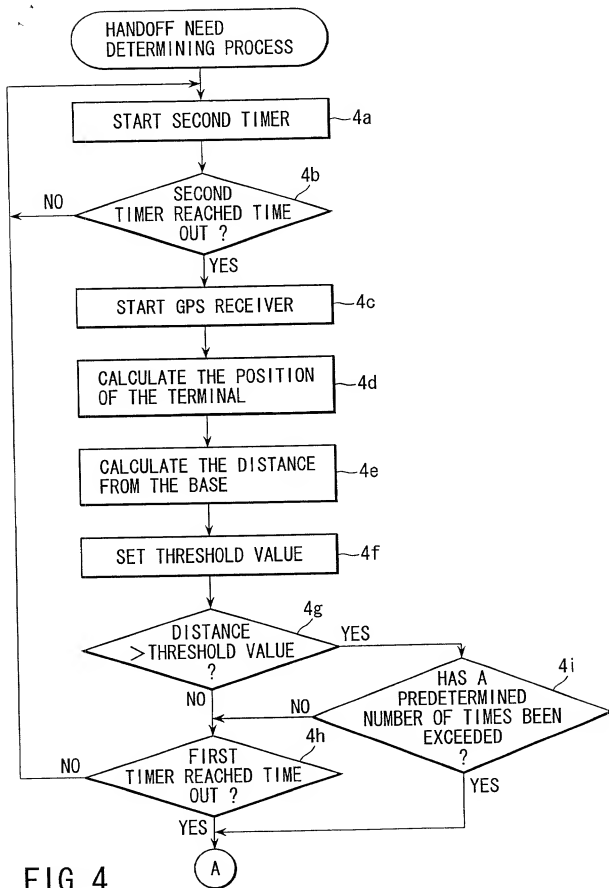 HANDOFF NEED
DETERMINING PROCESS
START SECOND TIMER
4a
4b
SECOND
TIMER REACHED TIME
OUT ?
NO
YES
START GPS RECEIVER
4c
CALCULATE THE POSITION
OF THE TERMINAL
4d
CALCULATE THE DISTANCE
FROM THE BASE
4e
SET THRESHOLD VALUE
4f
4g
DISTANCE
>THRESHOLD VALUE
?
YES
NO
4i
HAS A
PREDETERMINED
NUMBER OF TIMES BEEN
EXCEEDED
?
NO
YES
4h
FIRST
TIMER REACHED TIME
OUT ?
NO
YES
A
FIG. 4